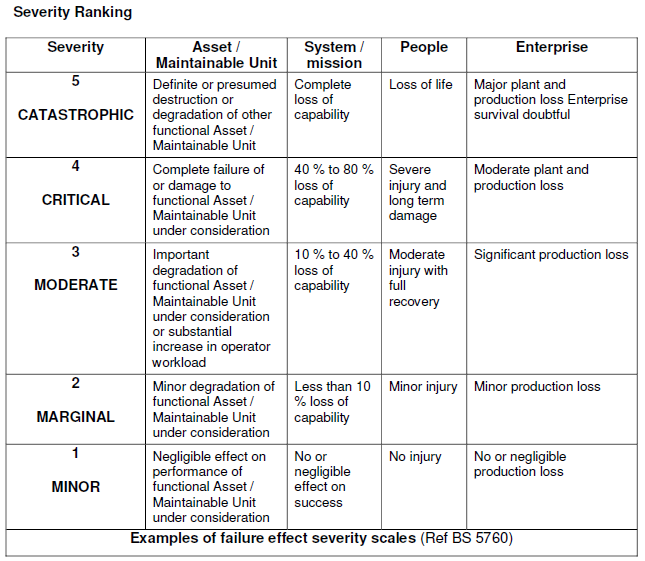 Severity Ranking
Severity
Asset /
Maintainable Unit
System /
mission
People
Enterprise
5
CATASTROPHIC
Definite or presumed
destruction or
degradation of other
functional Asset /
Maintainable Unit
Complete
loss of
capability
Loss of life
Major plant and
production loss Enterprise
survival doubtful
4
CRITICAL
Complete failure of
or damage to
functional Asset /
Maintainable Unit
under consideration
40 % to 80 %
loss of
capability
Severe
injury and
long term
damage
Moderate plant and
production loss
3
MODERATE
Important
degradation of
functional Asset /
Maintainable Unit
under consideration
or substantial
increase in operator
workload
10 % to 40 %
loss of
capability
Moderate
injury with
full
recovery
Significant production loss
2
MARGINAL
Minor degradation of
functional Asset /
Maintainable Unit
under consideration
Less than 10
% loss of
capability
Minor injury
Minor production loss
1
MINOR
Negligible effect on
performance of
functional Asset /
Maintainable Unit
under consideration
No or
negligible
effect on
success
No injury
No or negligible
production loss
Examples of failure effect severity scales (Ref BS 5760)